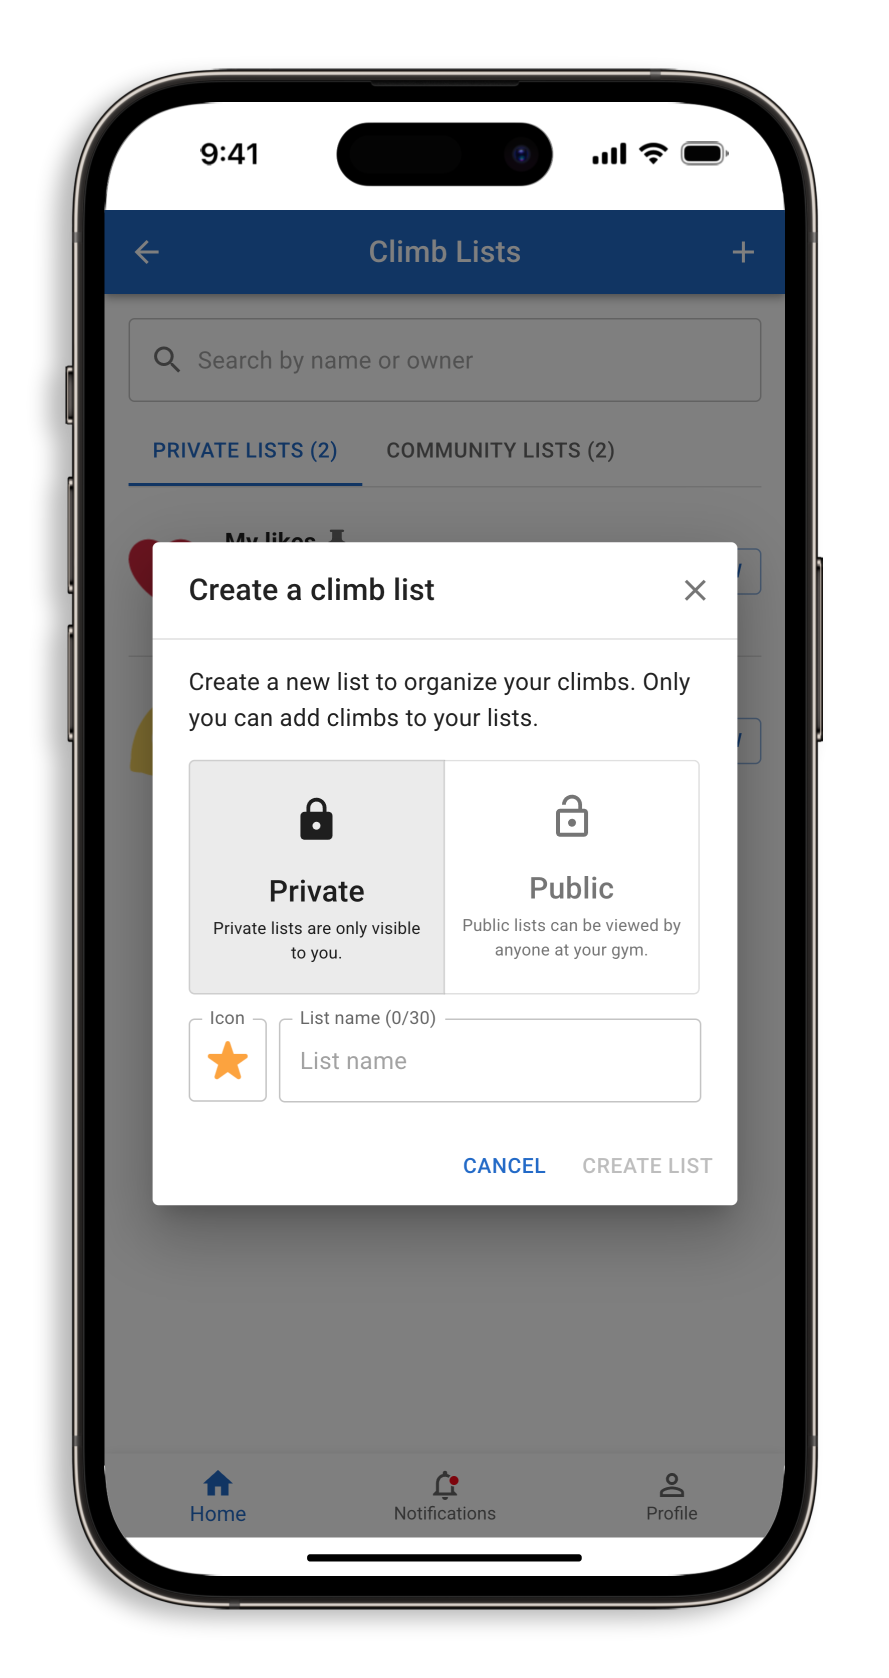 9:41
Climb Lists
Search by name or owner
PRIVATE LISTS (2) COMMUNITY LISTS (2)
My likes
Create a climb list
Create a new list to organize your climbs. Only
you can add climbs to your lists.
Private
Private lists are only visible
to you.
Public
Public lists can be viewed by
anyone at your gym.
Icon
List name (0/30)
List name
CANCEL CREATE LIST
Home Notifications Profile